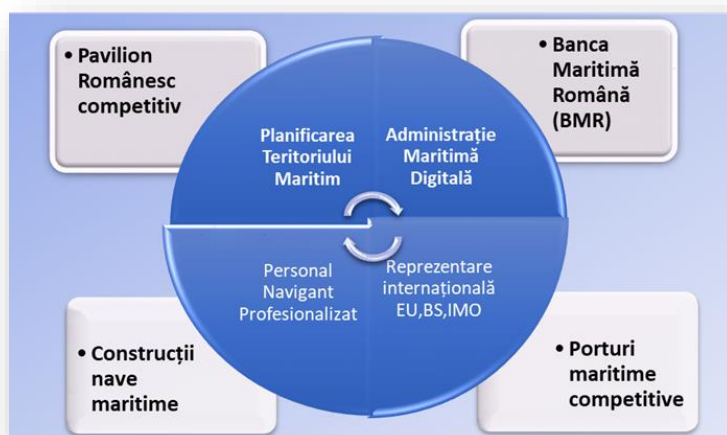 • Pavilion
Românesc
competitiv
• Banca
Maritimă
Română
(BMR)
Planificarea
Teritoriului
Maritim
Administrație
Maritimă
Digitală
Personal
Navigant
Profesionalizat
Reprezentare
internațională
EU,BS,IMO
• Construcții
nave
maritime
• Porturi
maritime
competitive